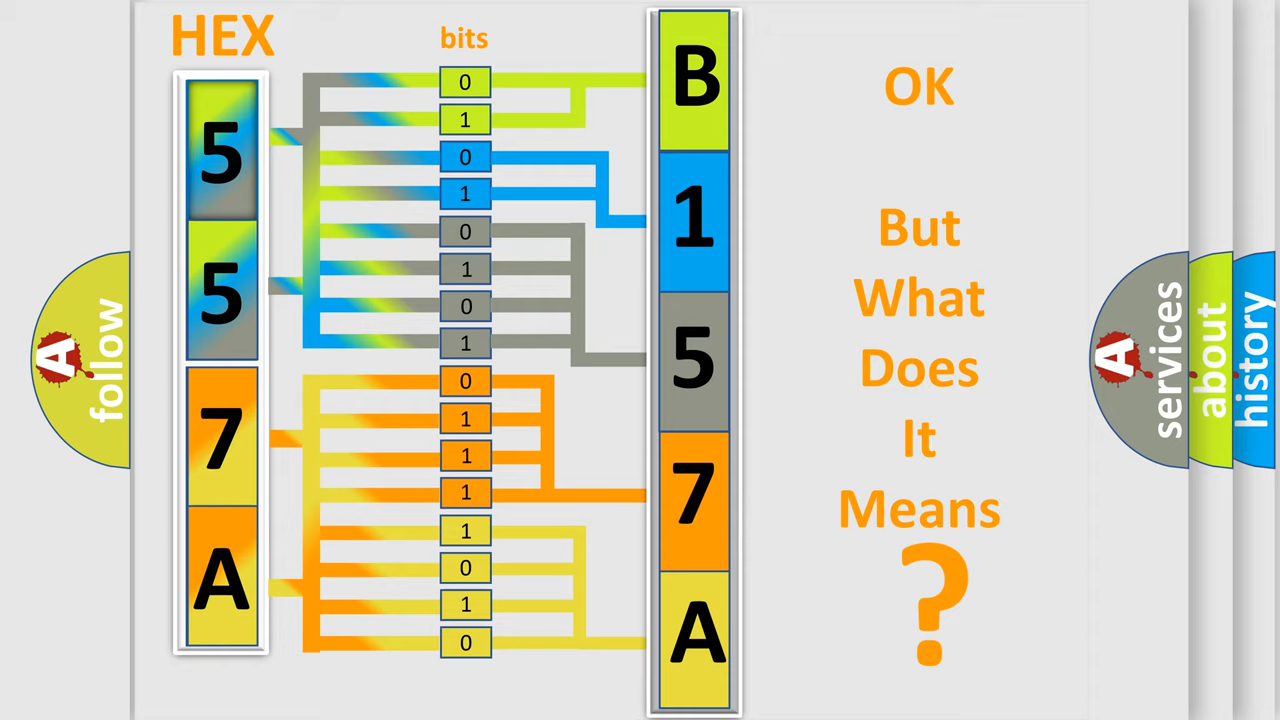 HEX
bits
5
5
7
A
0
1
0
1
0
1
0
1
0
1
1
1
1
0
1
0
B
1
5
7
A
OK
But
What
Does
It
Means
?
A
follow
A
services
about
history